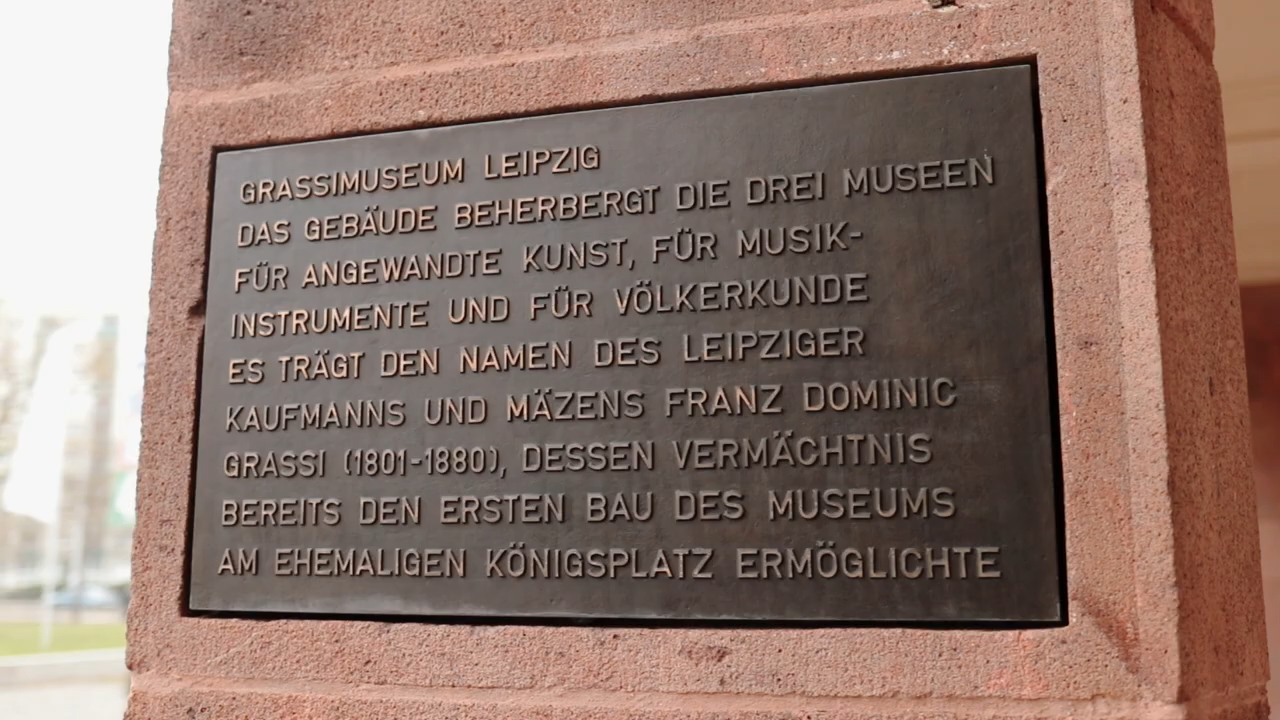 GRASSIMUSEUM LEIPZIG
DAS GEBÄUDE BEHERBERGT DIE DREI MUSEEN
FÜR ANGEWANDTE KUNST, FÜR MUSIK-
INSTRUMENTE UND FÜR VÖLKERKUNDE
ES TRÄGT DEN NAMEN DES LEIPZIGER
KAUFMANNS UND MÄZENS FRANZ DOMINIC
GRASSI (1801-1880), DESSEN VERMÄCHTNIS
BEREITS DEN ERSTEN BAU DES MUSEUMS
AM EHEMALIGEN KÖNIGSPLATZ ERMÖGLICHTE